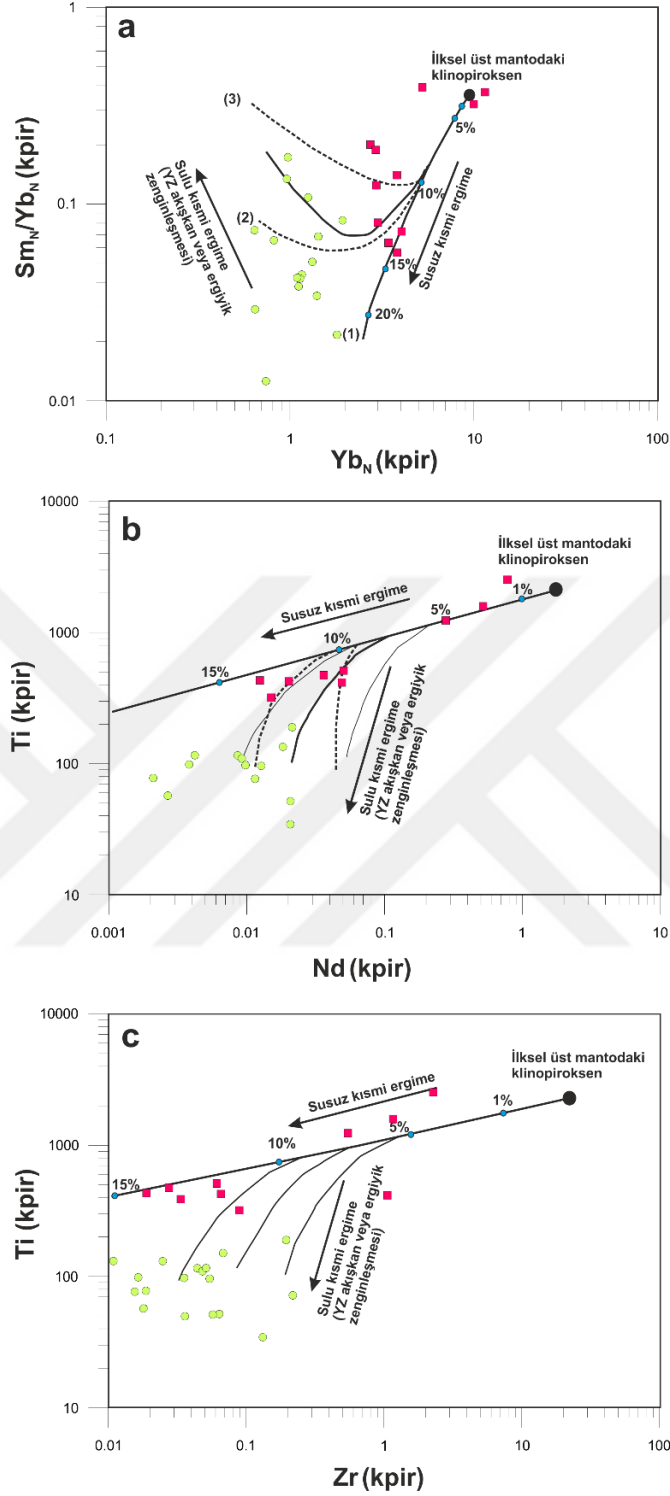 a
1
0.1
0.01
Sm_N/Yb_N (kpir)
İlksel üst mantodaki
klinopiroksen
5%
10%
15%
20%
(1)
(2)
(3)
Susuz kısmi ergime
Sulu kısmi ergime
(YZ akışkan veya ergiyik
zenginleşmesi)
0.1
1
10
100
Yb_N (kpir)
b
10000
1000
100
10
Ti (kpir)
İlksel üst mantodaki
klinopiroksen
1%
5%
10%
15%
Susuz kısmi ergime
Sulu kısmi ergime
(YZ akışkan veya ergiyik
zenginleşmesi)
0.001
0.01
0.1
1
10
Nd (kpir)
c
10000
1000
100
10
Ti (kpir)
İlksel üst mantodaki
klinopiroksen
1%
5%
10%
15%
Susuz kısmi ergime
Sulu kısmi ergime
(YZ akışkan veya ergiyik
zenginleşmesi)
0.01
0.1
1
10
100
Zr (kpir)